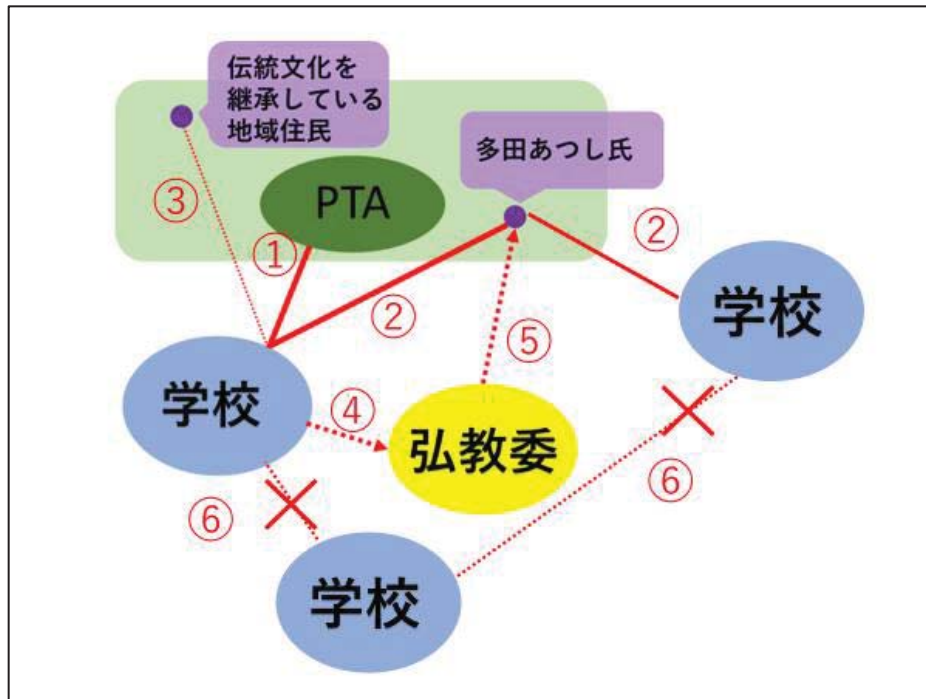 伝統文化を
継承している
地域住民
多田あつし氏
PTA
③
①
②
②
学校
⑤
学校
④
弘教委
⑥
⑥
学校